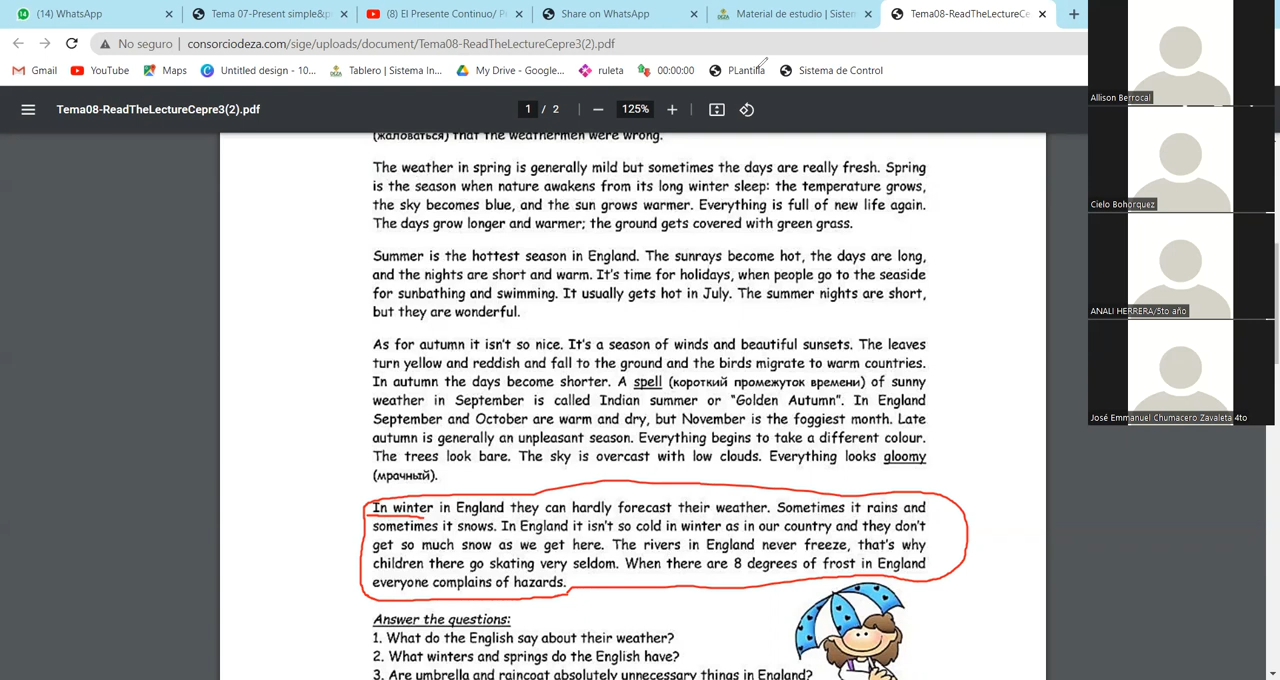 (14) WhatsApp
Tema 07-Present simple&pr
(8) El Presente Continuo/ Pr
Share on WhatsApp
Material de estudio | Sistem
Tema08-ReadTheLectureCe
No seguro
consorciodeza.com/sige/uploads/document/Tema08-ReadTheLectureCepre3(2).pdf
Gmail
YouTube
Maps
Untitled design - 10...
Tablero | Sistema In...
My Drive - Google...
ruleta
00:00:00
PLantilla
Sistema de Control
Tema08-ReadTheLectureCepre3(2).pdf
1 / 2
125%
(жаловаться) that the weathermen were wrong.
The weather in spring is generally mild but sometimes the days are really fresh. Spring
is the season when nature awakens from its long winter sleep: the temperature grows,
the sky becomes blue, and the sun grows warmer. Everything is full of new life again.
The days grow longer and warmer; the ground gets covered with green grass.
Summer is the hottest season in England. The sunrays become hot, the days are long,
and the nights are short and warm. It's time for holidays, when people go to the seaside
for sunbathing and swimming. It usually gets hot in July. The summer nights are short,
but they are wonderful.
As for autumn it isn't so nice. It's a season of winds and beautiful sunsets. The leaves
turn yellow and reddish and fall to the ground and the birds migrate to warm countries.
In autumn the days become shorter. A spell (короткий промежуток времени) of sunny
weather in September is called Indian summer or “Golden Autumn”. In England
September and October are warm and dry, but November is the foggiest month. Late
autumn is generally an unpleasant season. Everything begins to take a different colour.
The trees look bare. The sky is overcast with low clouds. Everything looks gloomy
(мрачный).
In winter in England they can hardly forecast their weather. Sometimes it rains and
sometimes it snows. In England it isn't so cold in winter as in our country and they don't
get so much snow as we get here. The rivers in England never freeze, that's why
children there go skating very seldom. When there are 8 degrees of frost in England
everyone complains of hazards.
Answer the questions:
1. What do the English say about their weather?
2. What winters and springs do the English have?
3. Are umbrella and raincoat absolutely unnecessary things in England?
Allison Berrocal
Cielo Bohorquez
ANALI HERRERA/5to año
José Emmanuel Chumacero Zavaleta 4to